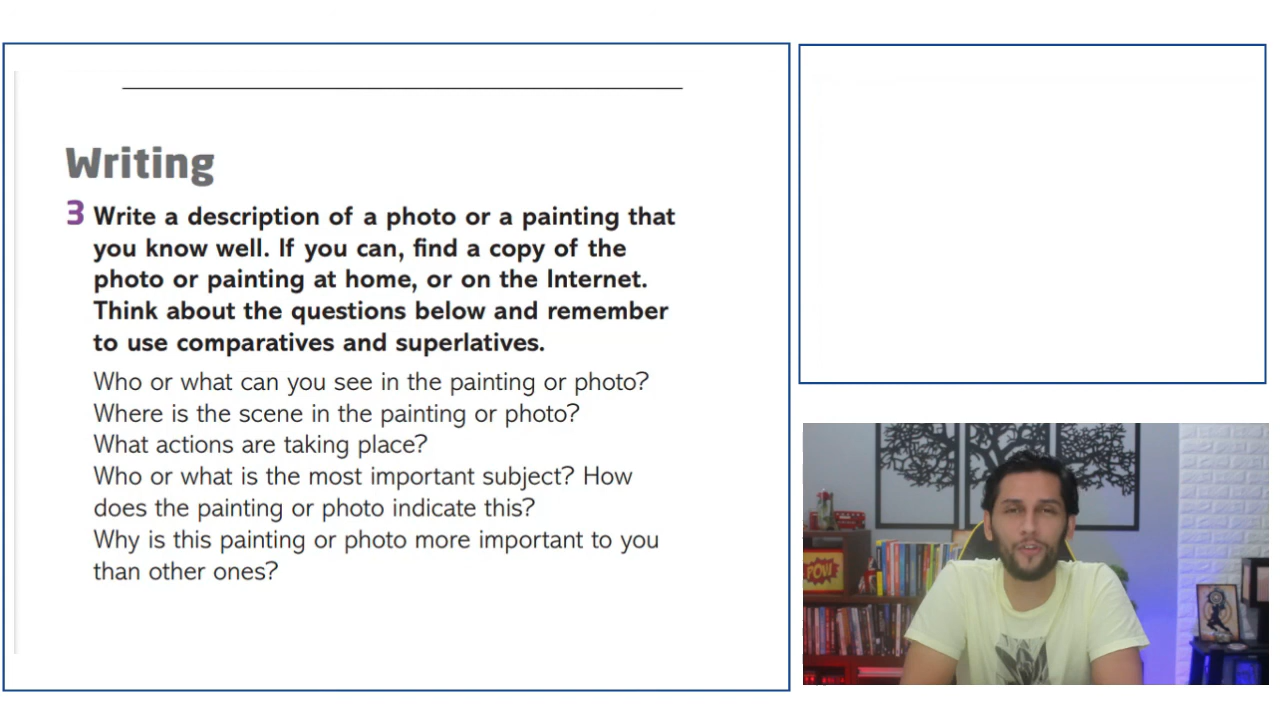 Writing
3 Write a description of a photo or a painting that
you know well. If you can, find a copy of the
photo or painting at home, or on the Internet.
Think about the questions below and remember
to use comparatives and superlatives.
Who or what can you see in the painting or photo?
Where is the scene in the painting or photo?
What actions are taking place?
Who or what is the most important subject? How
does the painting or photo indicate this?
Why is this painting or photo more important to you
than other ones?
POW